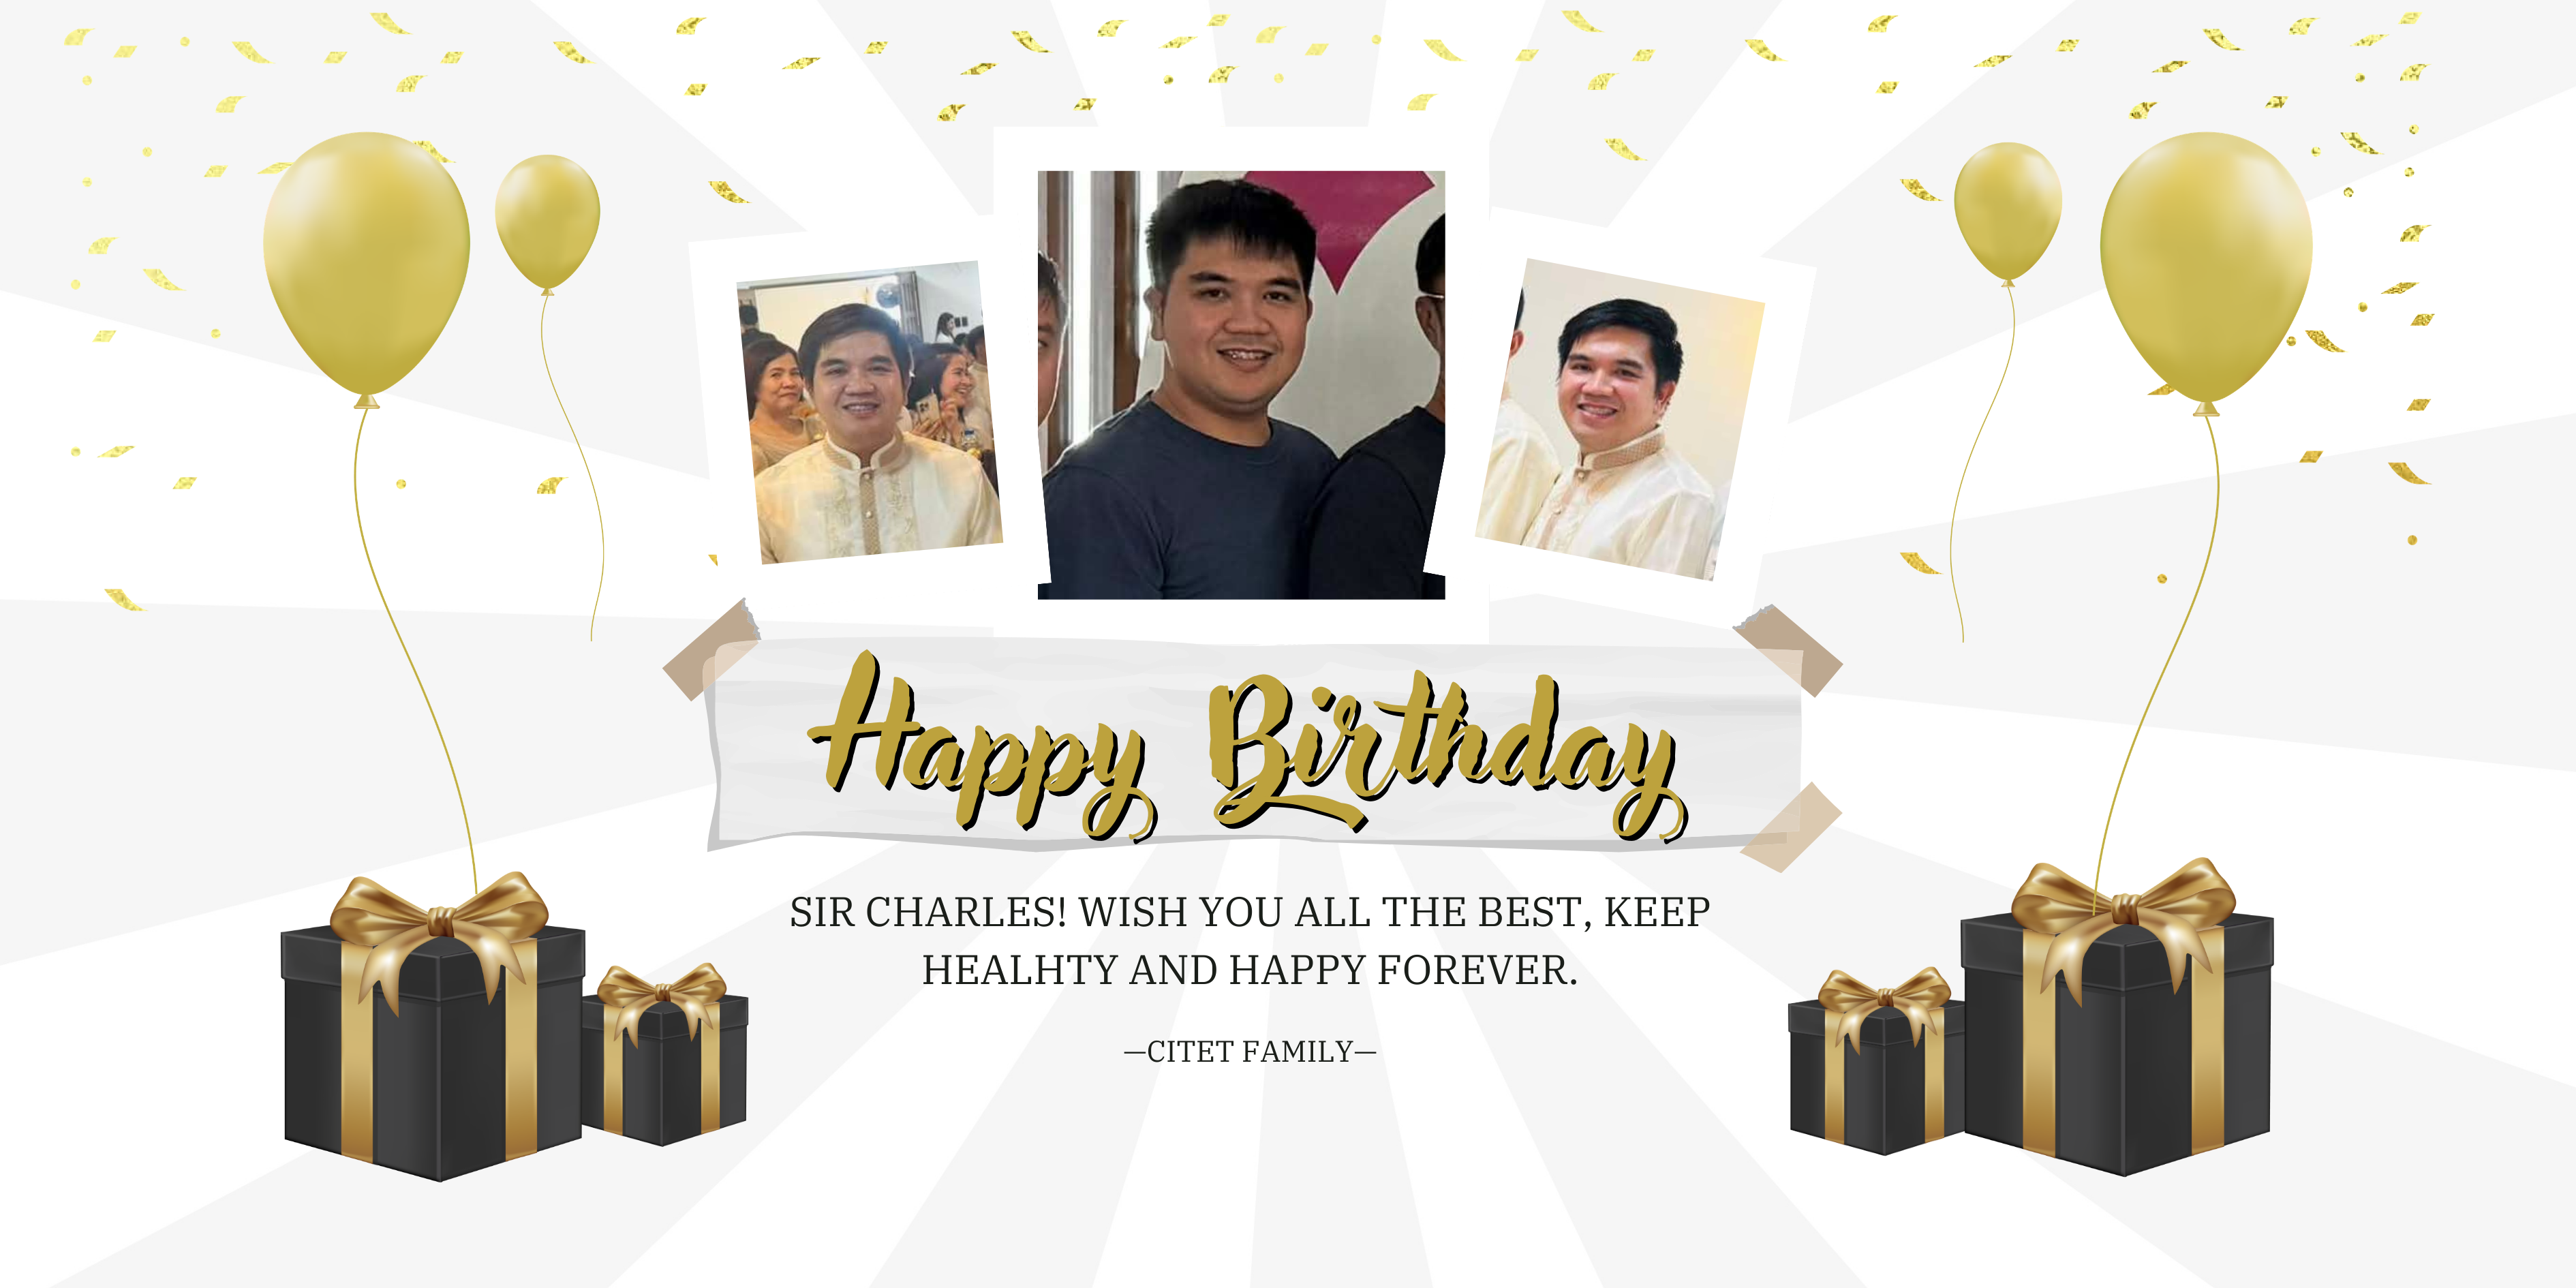 Happy Birthday
SIR CHARLES! WISH YOU ALL THE BEST, KEEP
HEALHTY AND HAPPY FOREVER.
—CITET FAMILY—